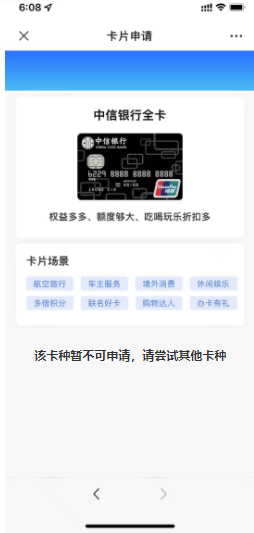 6:08
卡片申请
中信银行全卡
中信银行
CHINA CITIC BANK
6229 8888 8888 8888
UnionPay
银联
权益多多、额度够大、吃喝玩乐折扣多
卡片场景
航空旅行 车主服务 境外消费 休闲娱乐
多倍积分 联名好卡 购物达人 办卡有礼
该卡种暂不可申请，请尝试其他卡种